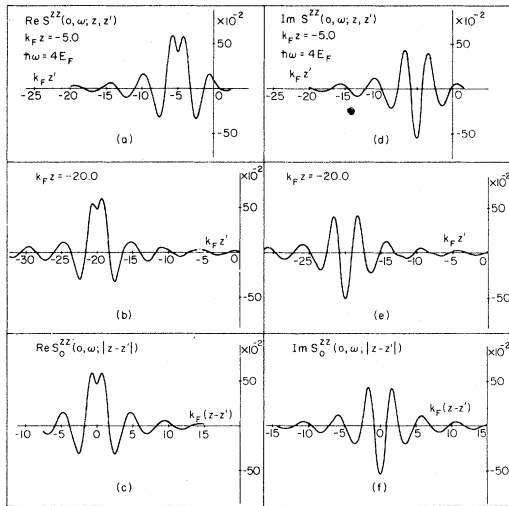 Re S^zz(o,ω; z, z')
k_F z = -5.0
ħω = 4E_F
k_F z'
×10⁻²
50
-50
-25 -20 -15 -10 -5 0
(a)
Im S^zz(o,ω; z, z')
k_F z = -5.0
ħω = 4E_F
k_F z'
×10⁻²
50
-50
-25 -20 -15 -10 -5 0
(d)
k_F z = -20.0
×10⁻²
50
k_F z'
-50
-30 -25 -20 -15 -10 -5 0
(b)
k_F z = -20.0
×10⁻²
50
k_F z'
-50
-25 -20 -15 -10 -5 0
(e)
Re S₀^zz(o,ω; |z-z'|)
×10⁻²
50
k_F(z-z')
-50
-10 -5 0 5 10 15
(c)
Im S₀^zz(o,ω; |z-z'|)
×10⁻²
50
k_F(z-z')
-50
-15 -10 -5 0 5 10 15
(f)